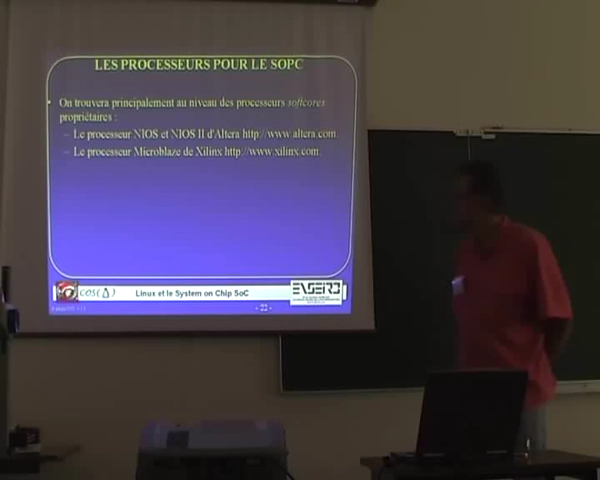 LES PROCESSEURS POUR LE SOPC
• On trouvera principalement au niveau des processeurs softcores
propriétaires :
– Le processeur NIOS et NIOS II d'Altera http://www.altera.com
– Le processeur Microblaze de Xilinx http://www.xilinx.com
Linux et le System on Chip SoC
ENSEIRB
- 22 -